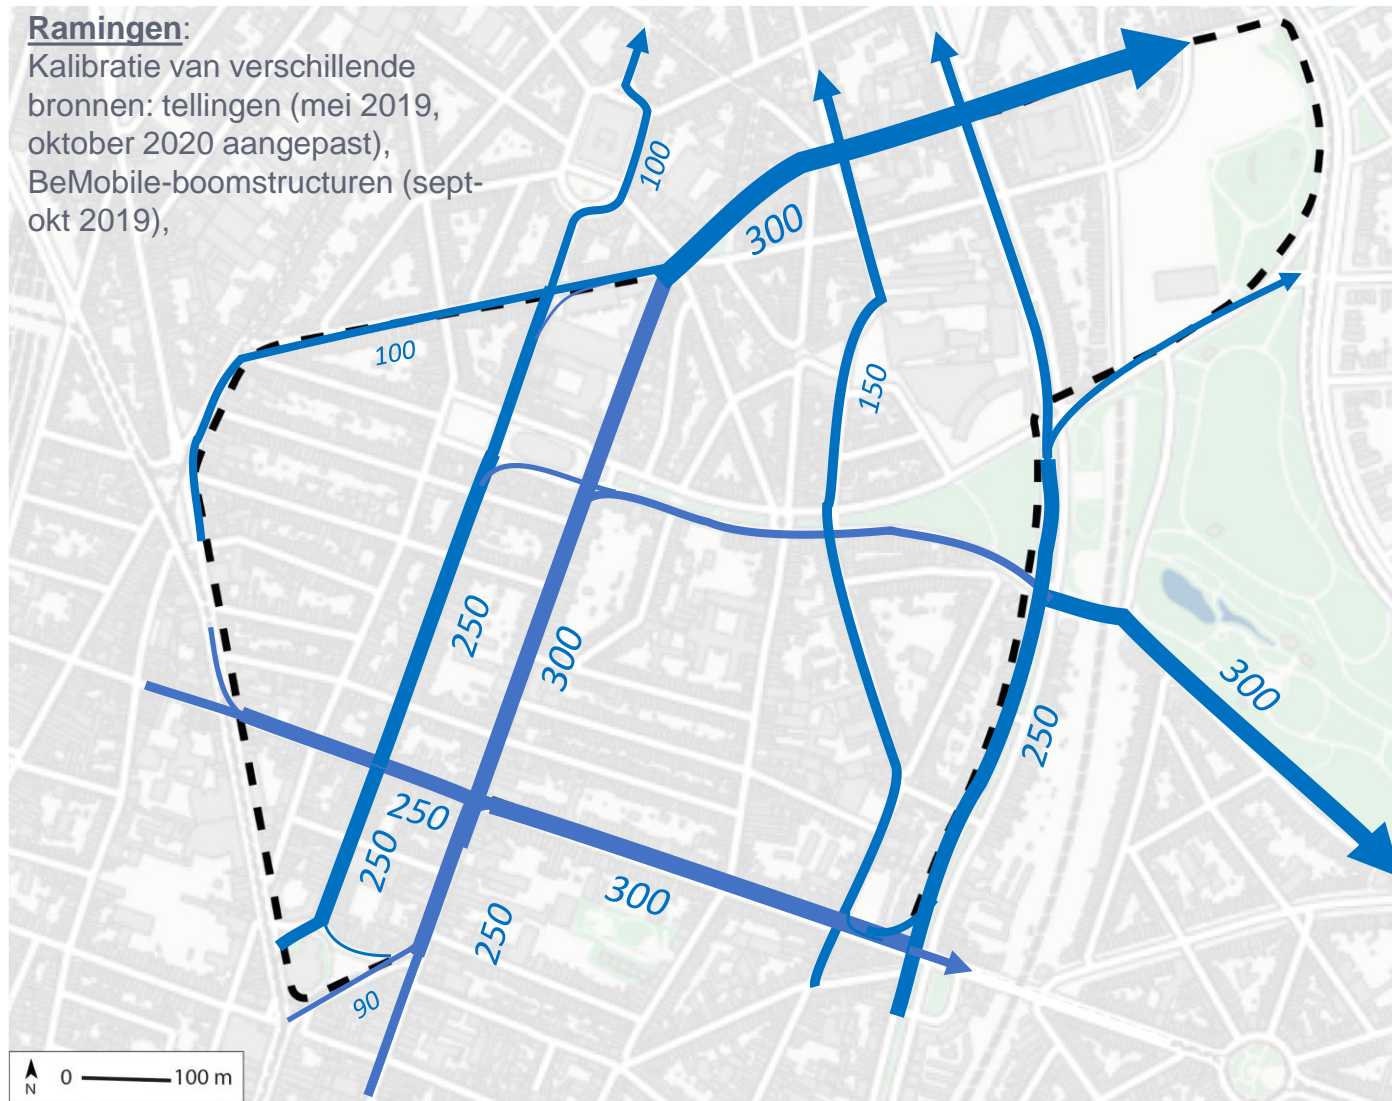 Ramingen:
Kalibratie van verschillende
bronnen: tellingen (mei 2019,
oktober 2020 aangepast),
BeMobile-boomstructuren (sept-
okt 2019),
100
300
100
150
250
300
300
250
250
250
300
250
90
N
0
100 m